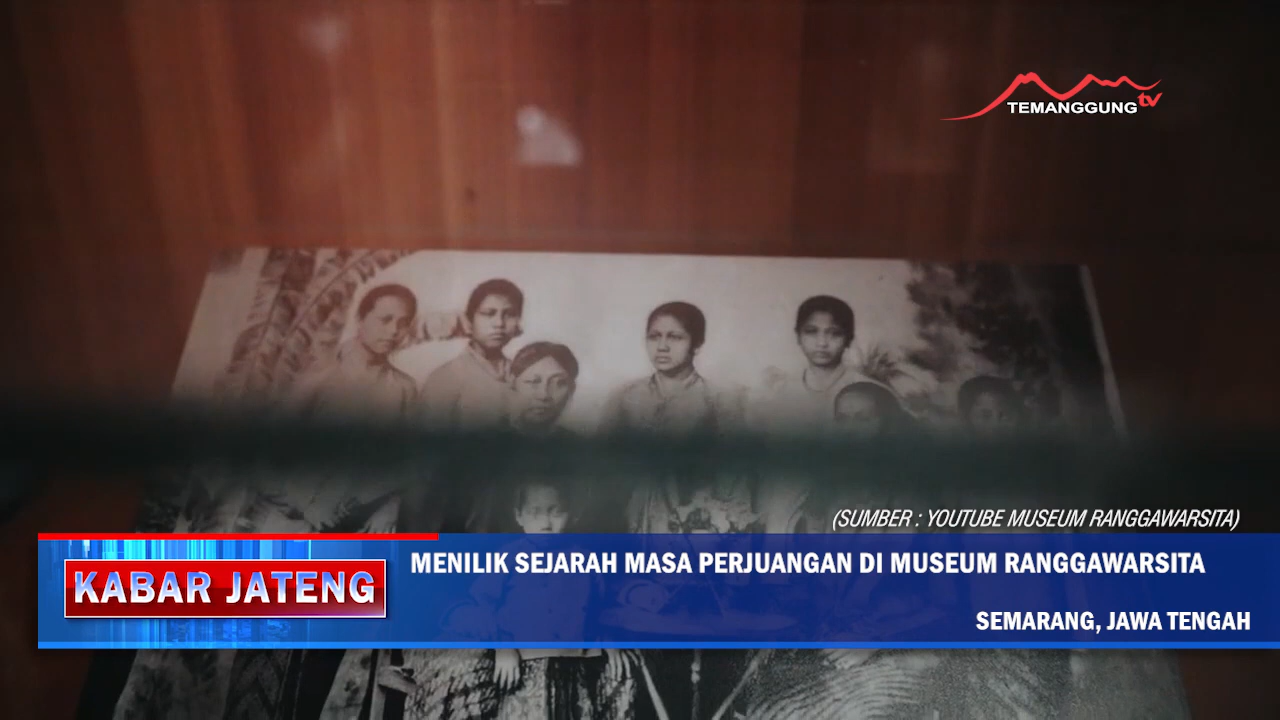 TEMANGGUNG tv
(SUMBER : YOUTUBE MUSEUM RANGGAWARSITA)
KABAR JATENG
MENILIK SEJARAH MASA PERJUANGAN DI MUSEUM RANGGAWARSITA
SEMARANG, JAWA TENGAH